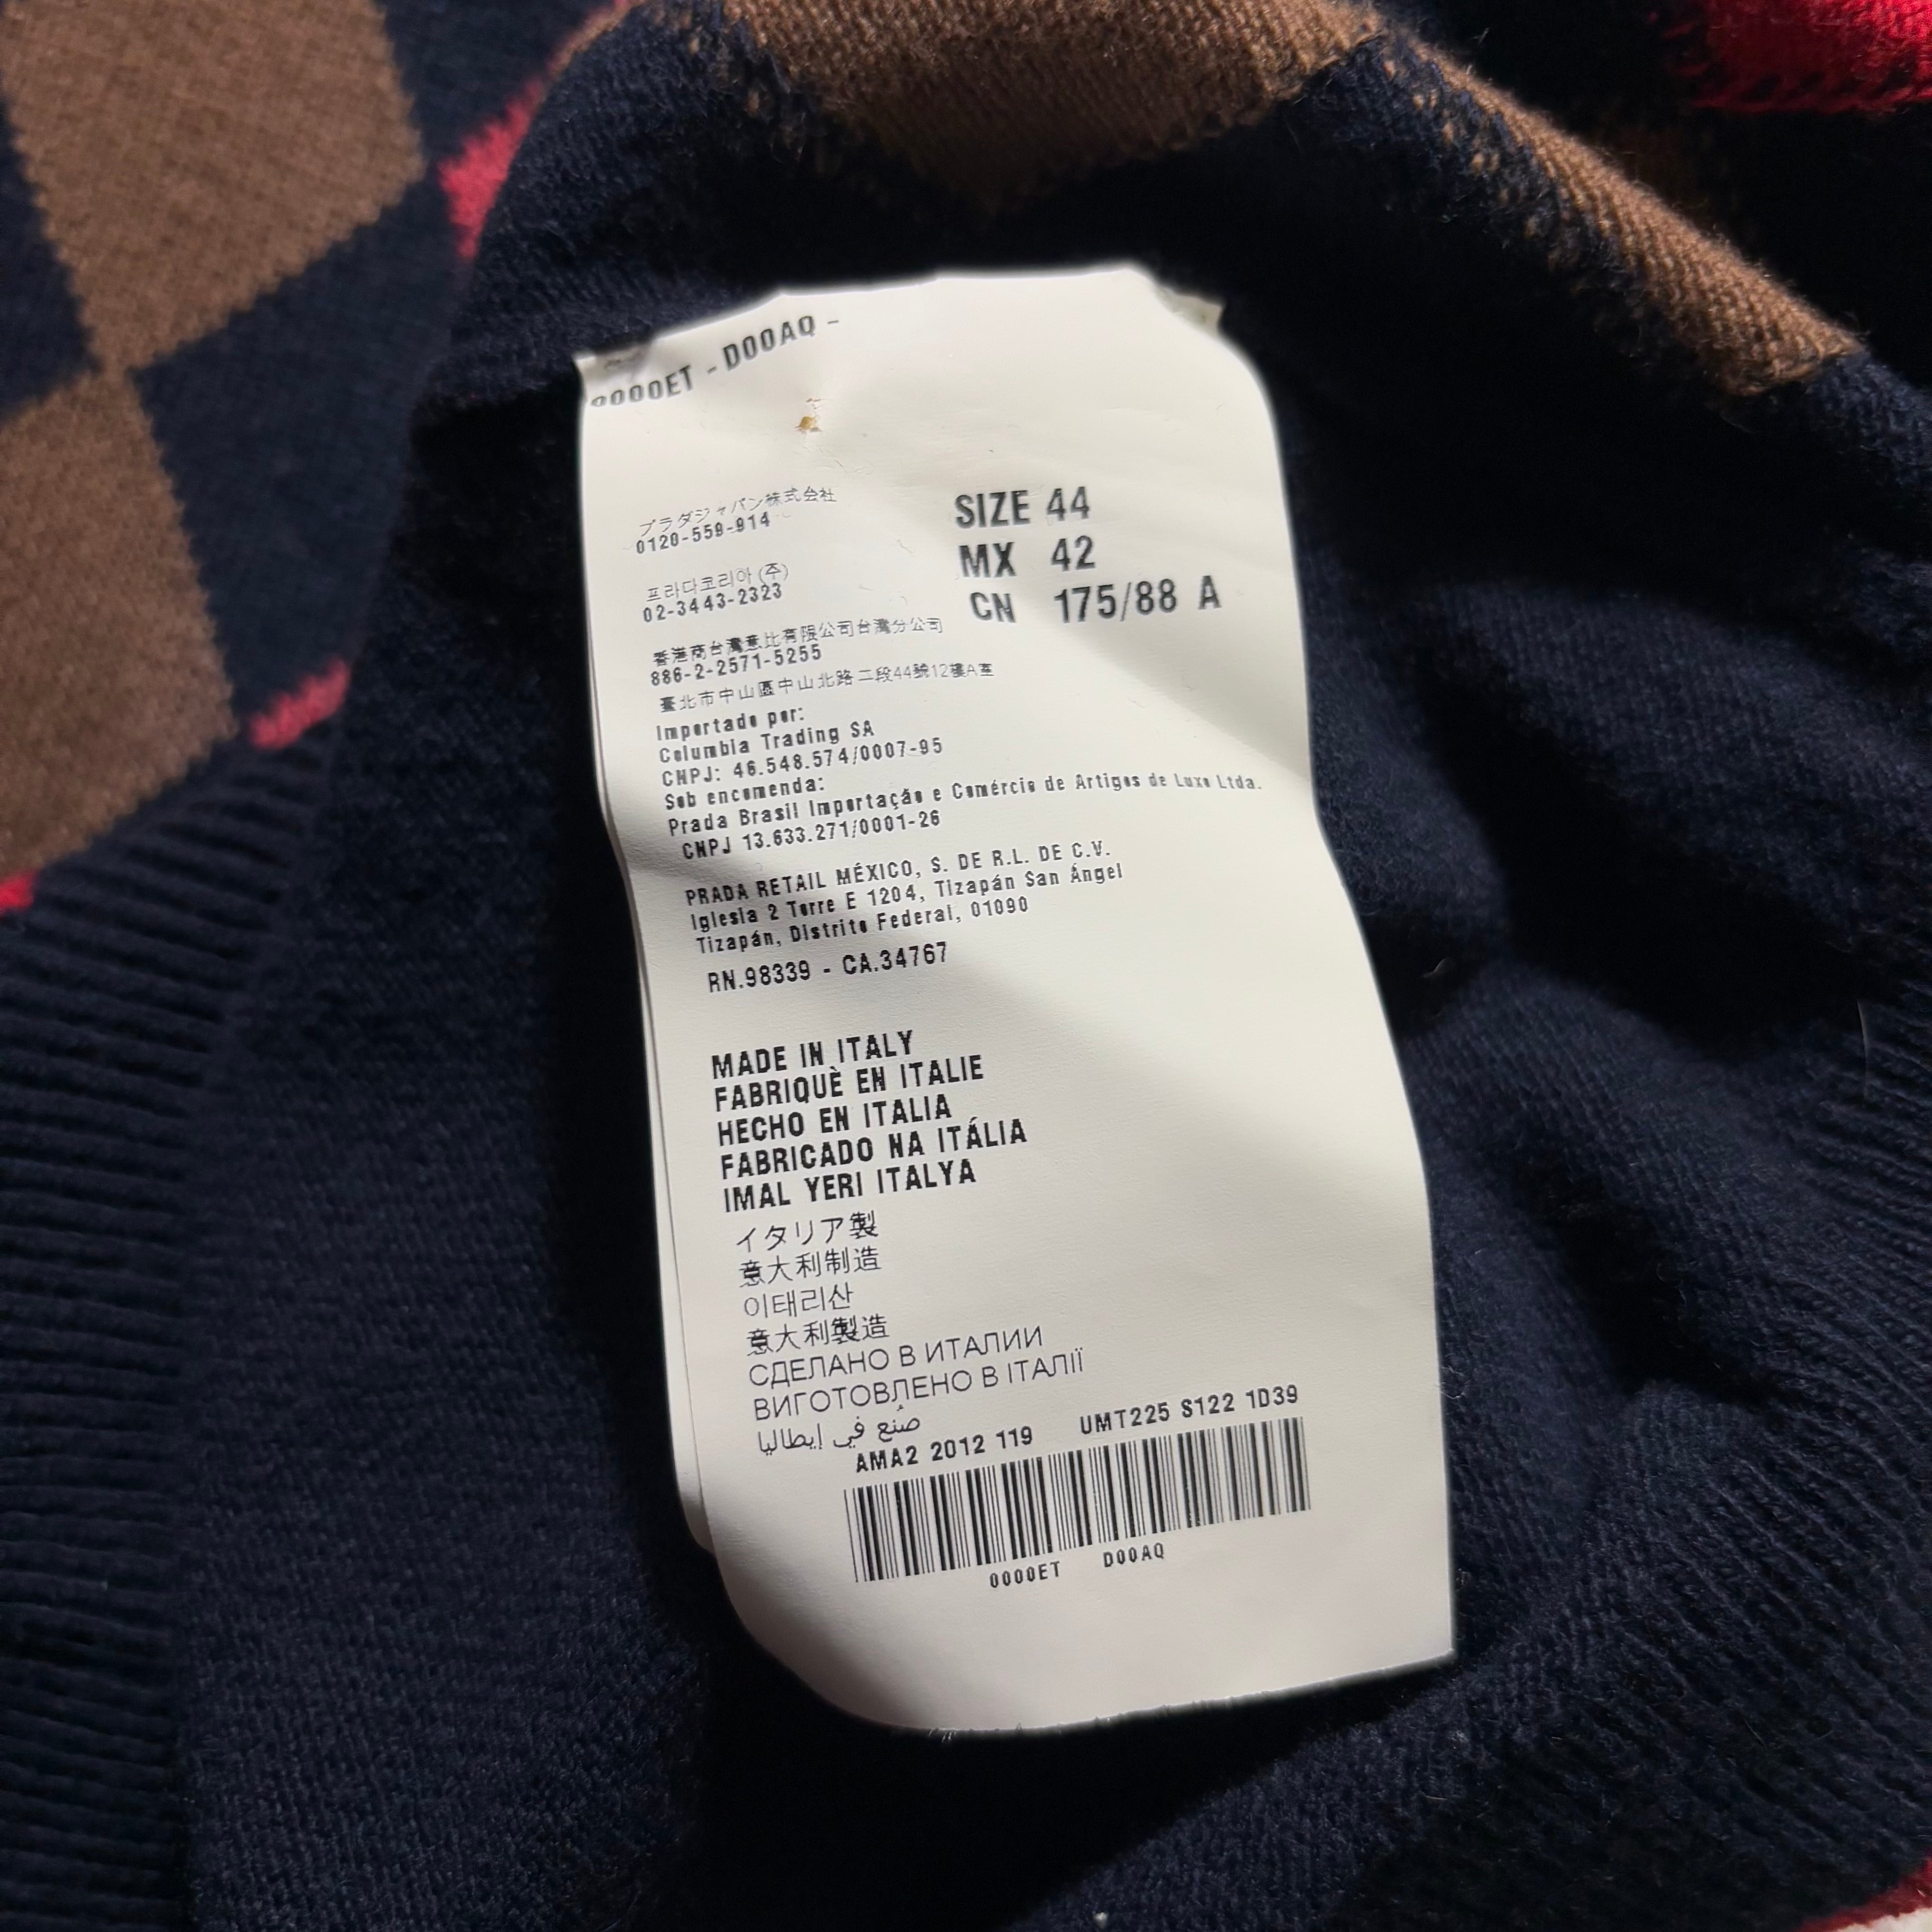 0000ET - D00AQ -
プラダジャパン株式会社
0120-559-914
프라다코리아 (주)
02-3443-2323
香港商台灣意比有限公司台灣分公司
886-2-2571-5255
臺北市中山區中山北路二段44號12樓A室
SIZE 44
MX 42
CN 175/88 A
Importado por:
Columbia Trading SA
CNPJ: 46.548.574/0007-95
Sob encomenda:
Prada Brasil Importação e Comércio de Artigos de Luxo Ltda.
CNPJ 13.633.271/0001-26
PRADA RETAIL MÉXICO, S. DE R.L. DE C.V.
Iglesia 2 Torre E 1204, Tizapán San Ángel
Tizapán, Distrito Federal, 01090
RN.98339 - CA.34767
MADE IN ITALY
FABRIQUÈ EN ITALIE
HECHO EN ITALIA
FABRICADO NA ITÁLIA
IMAL YERI ITALYA
イタリア製
意大利制造
이태리산
意大利製造
СДЕЛАНО В ИТАЛИИ
ВИГОТОВЛЕНО В ІТАЛІЇ
صُنع في إيطاليا
AMA2 2012 119 UMT225 S122 1D39
0000ET D00AQ